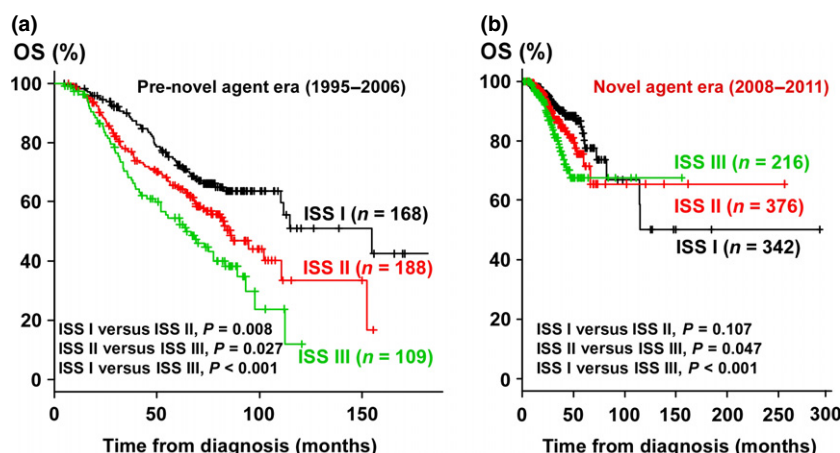 (a)
OS (%)
Pre-novel agent era (1995–2006)
100
80
60
40
20
0
ISS I (n = 168)
ISS II (n = 188)
ISS III (n = 109)
ISS I versus ISS II, P = 0.008
ISS II versus ISS III, P = 0.027
ISS I versus ISS III, P < 0.001
0 50 100 150
Time from diagnosis (months)
(b)
OS (%)
Novel agent era (2008–2011)
100
80
60
40
20
0
ISS III (n = 216)
ISS II (n = 376)
ISS I (n = 342)
ISS I versus ISS II, P = 0.107
ISS II versus ISS III, P = 0.047
ISS I versus ISS III, P < 0.001
0 50 100 150 200 250 300
Time from diagnosis (months)